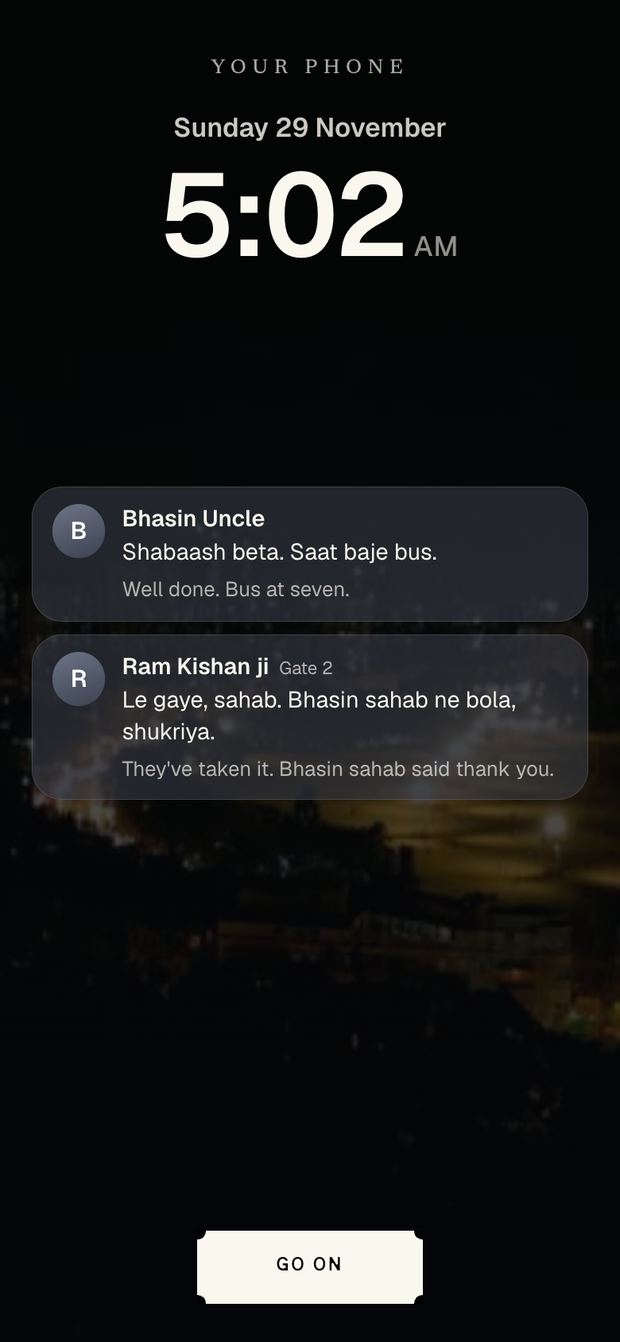 YOUR PHONE
Sunday 29 November
5:02 AM
B
Bhasin Uncle
Shabaash beta. Saat baje bus.
Well done. Bus at seven.
R
Ram Kishan ji Gate 2
Le gaye, sahab. Bhasin sahab ne bola,
shukriya.
They've taken it. Bhasin sahab said thank you.
GO ON